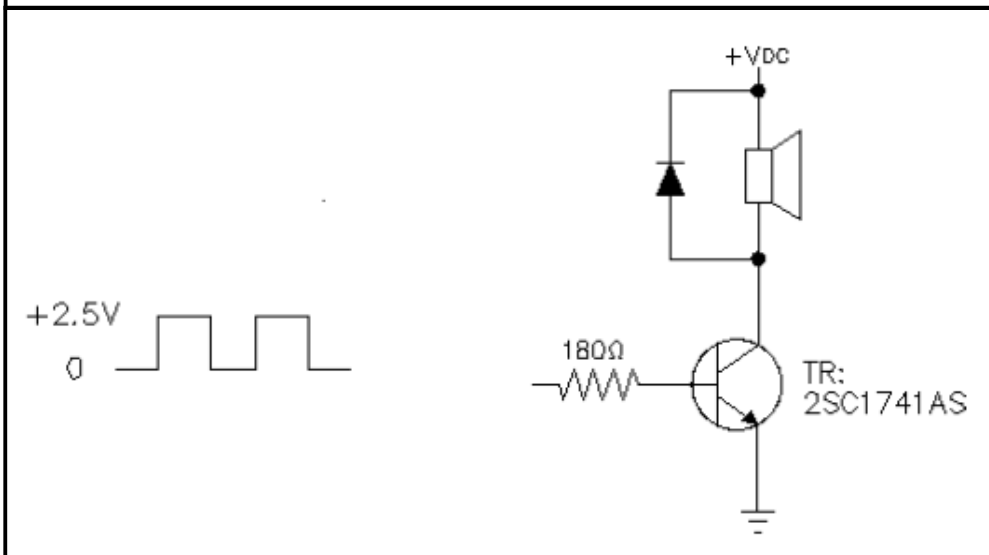 +VDC
+2.5V
0
180Ω
TR:
2SC1741AS